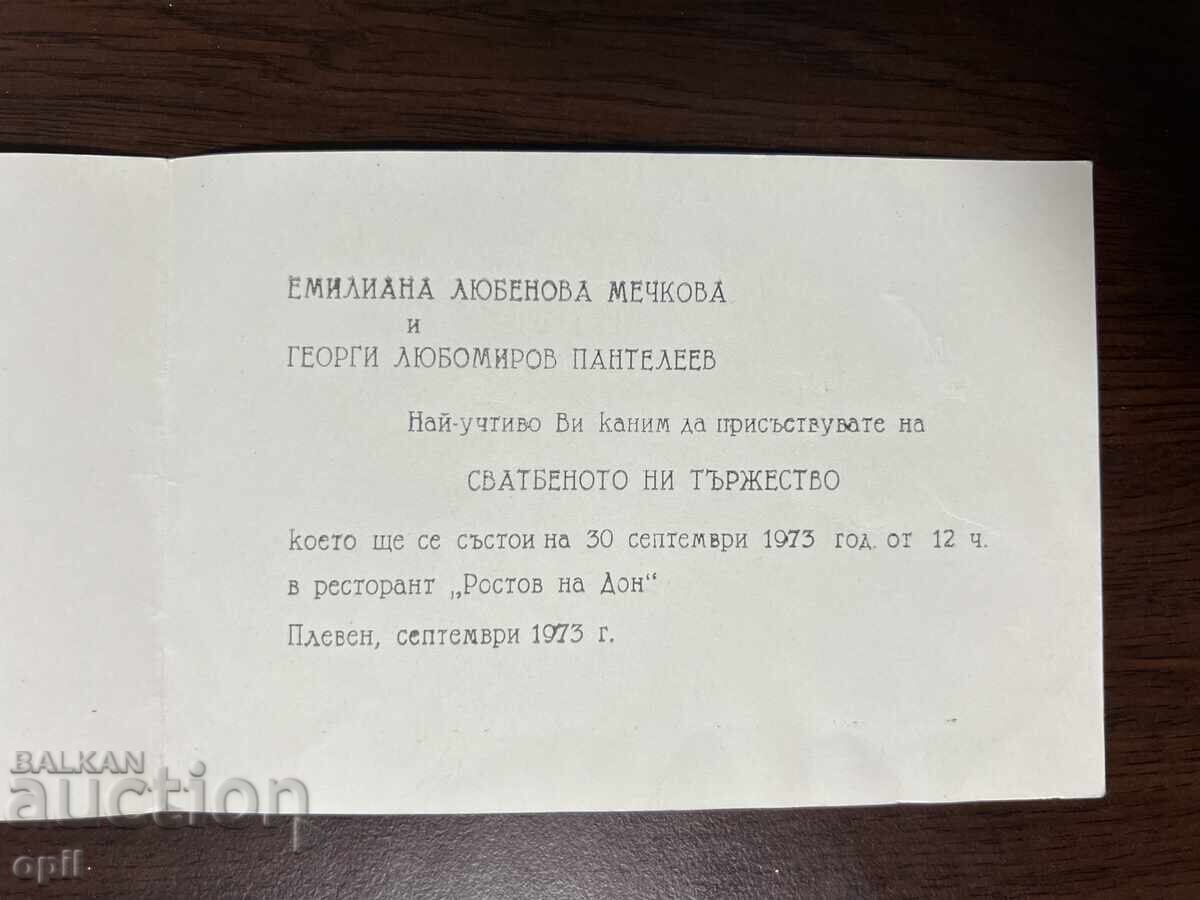 ЕМИЛИАНА ЛЮБЕНОВА МЕЧКОВА
и
ГЕОРГИ ЛЮБОМИРОВ ПАНТЕЛЕЕВ
Най-учтиво Ви каним да присъствувате на
СВАТБЕНОТО НИ ТЪРЖЕСТВО
което ще се състои на 30 септември 1973 год. от 12 ч.
в ресторант „Ростов на Дон“
Плевен, септември 1973 г.
BALKAN
auction
opil